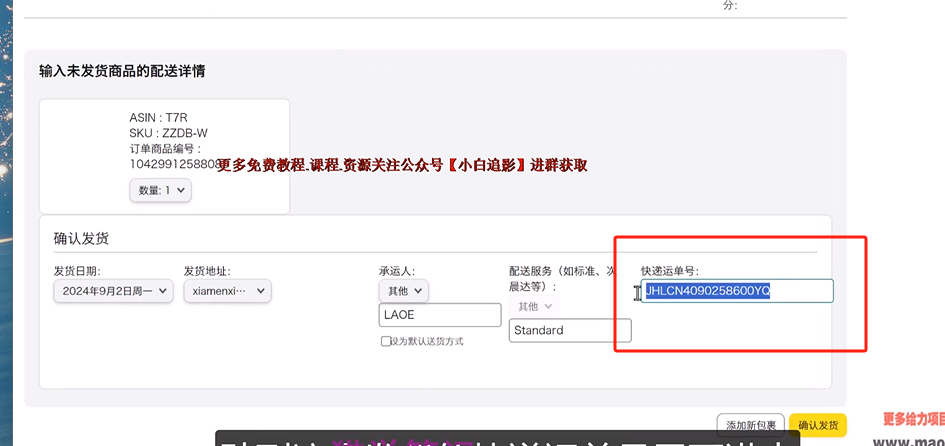 分:
输入未发货商品的配送详情
ASIN : T7R
SKU : ZZDB-W
订单商品编号 :
1042991258808
更多免费教程.课程.资源关注公众号【小白追影】进群获取
数量: 1
确认发货
发货日期:
2024年9月2日周一
发货地址:
xiamenxi…
承运人:
其他
LAOE
设为默认送货方式
配送服务（如标准、次
晨达等）:
其他
Standard
快递运单号:
JHLCN4090258600YQ
添加新包裹
确认发货
更多给力项目